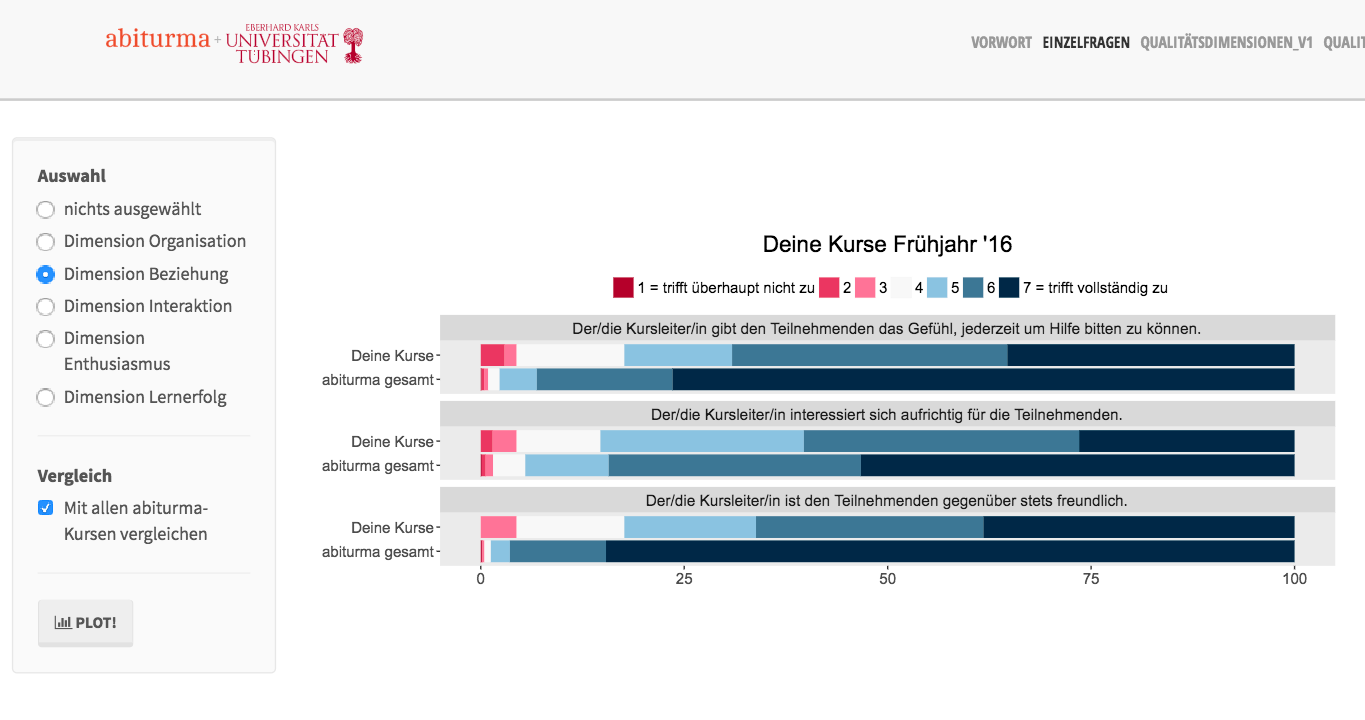 abiturma + EBERHARD KARLS UNIVERSITÄT TÜBINGEN
VORWORT EINZELFRAGEN QUALITÄTSDIMENSIONEN_V1 QUALIT
Auswahl
nichts ausgewählt
Dimension Organisation
Dimension Beziehung
Dimension Interaktion
Dimension
Enthusiasmus
Dimension Lernerfolg
Vergleich
Mit allen abiturma-
Kursen vergleichen
PLOT!
Deine Kurse Frühjahr '16
1 = trifft überhaupt nicht zu 2 3 4 5 6 7 = trifft vollständig zu
Der/die Kursleiter/in gibt den Teilnehmenden das Gefühl, jederzeit um Hilfe bitten zu können.
Deine Kurse
abiturma gesamt
Der/die Kursleiter/in interessiert sich aufrichtig für die Teilnehmenden.
Deine Kurse
abiturma gesamt
Der/die Kursleiter/in ist den Teilnehmenden gegenüber stets freundlich.
Deine Kurse
abiturma gesamt
0 25 50 75 100